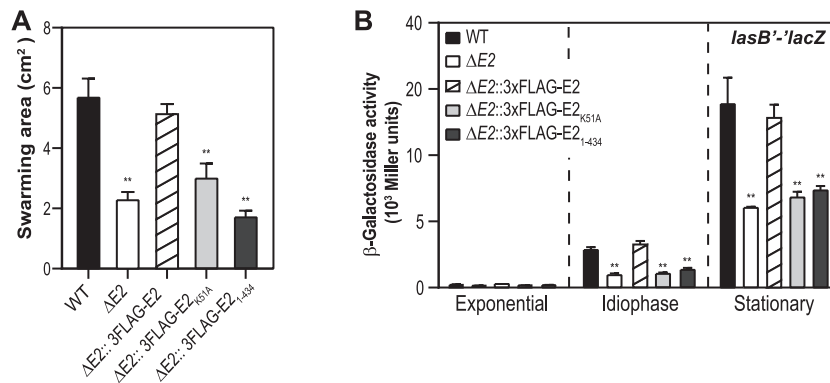 A
Swarming area (cm²)
8
6
4
2
0
**
**
**
WT
ΔE2
ΔE2:: 3FLAG-E2
ΔE2:: 3FLAG-E2K51A
ΔE2:: 3FLAG-E21-434
B
β-Galactosidase activity
(10³ Miller units)
40
20
10
5
0
WT
ΔE2
ΔE2::3xFLAG-E2
ΔE2::3xFLAG-E2K51A
ΔE2::3xFLAG-E21-434
lasB'-'lacZ
**
** **
**
** **
Exponential
Idiophase
Stationary